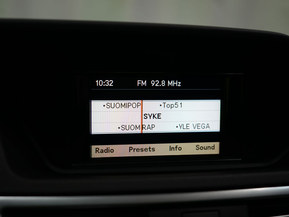 10:32 FM 92.8 MHz
•SUOMIPOP •Top51
SYKE
•SUOMIRAP •YLE VEGA
Radio Presets Info Sound